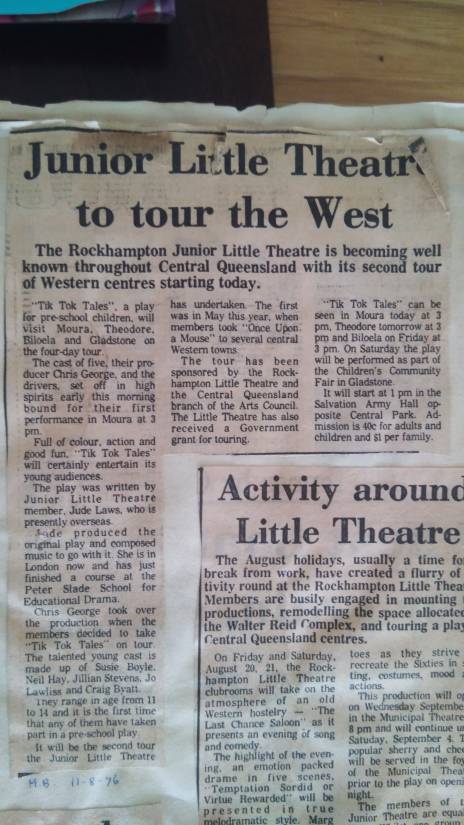 Junior Little Theatr
to tour the West
The Rockhampton Junior Little Theatre is becoming well
known throughout Central Queensland with its second tour
of Western centres starting today.
"Tik Tok Tales", a play
for pre-school children, will
visit Moura, Theodore,
Biloela and Gladstone on
the four-day tour.
The cast of five, their pro-
ducer Chris George, and the
drivers, set off in high
spirits early this morning
bound for their first
performance in Moura at 3
pm.
Full of colour, action and
good fun, "Tik Tok Tales"
will certainly entertain its
young audiences.
The play was written by
Junior Little Theatre
member, Jude Laws, who is
presently overseas.
Jude produced the
original play and composed
music to go with it. She is in
London now and has just
finished a course at the
Peter Slade School for
Educational Drama.
Chris George took over
the production when the
members decided to take
"Tik Tok Tales" on tour.
The talented young cast is
made up of Susie Boyle,
Neil Hay, Jillian Stevens, Jo
Lawliss and Craig Byatt.
They range in age from 11
to 14 and it is the first time
that any of them have taken
part in a pre-school play.
It will be the second tour
the Junior Little Theatre
has undertaken. The first
was in May this year, when
members took "Once Upon
a Mouse" to several central
Western towns.
The tour has been
sponsored by the Rock-
hampton Little Theatre and
the Central Queensland
branch of the Arts Council.
The Little Theatre has also
received a Government
grant for touring.
"Tik Tok Tales" can be
seen in Moura today at 3
pm, Theodore tomorrow at 3
pm and Biloela on Friday at
3 pm. On Saturday the play
will be performed as part of
the Children's Community
Fair in Gladstone.
It will start at 1 pm in the
Salvation Army Hall op-
posite Central Park. Ad-
mission is 40c for adults and
children and $1 per family.
M.B. 11-8-76
Activity around
Little Theatre
The August holidays, usually a time fo
break from work, have created a flurry of
tivity round at the Rockhampton Little Thea
Members are busily engaged in mounting
productions, remodelling the space allocate
the Walter Reid Complex, and touring a play
Central Queensland centres.
On Friday and Saturday,
August 20, 21, the Rock-
hampton Little Theatre
clubrooms will take on the
atmosphere of an old
Western hostelry — "The
Last Chance Saloon" as it
presents an evening of song
and comedy.
The highlight of the even-
ing, an emotion packed
drama in five scenes,
"Temptation Sordid or
Virtue Rewarded" will be
presented in true
melodramatic style. Marg
toes as they strive
recreate the Sixties in s
ting, costumes, mood a
actions.
This production will op
on Wednesday Septembe
in the Municipal Theatre
8 pm and will continue u
Satuday, September 4. T
popular sherry and chee
will be served in the foy
of the Municipal Theat
prior to the play on openi
night.
The members of t
Junior Theatre are equa